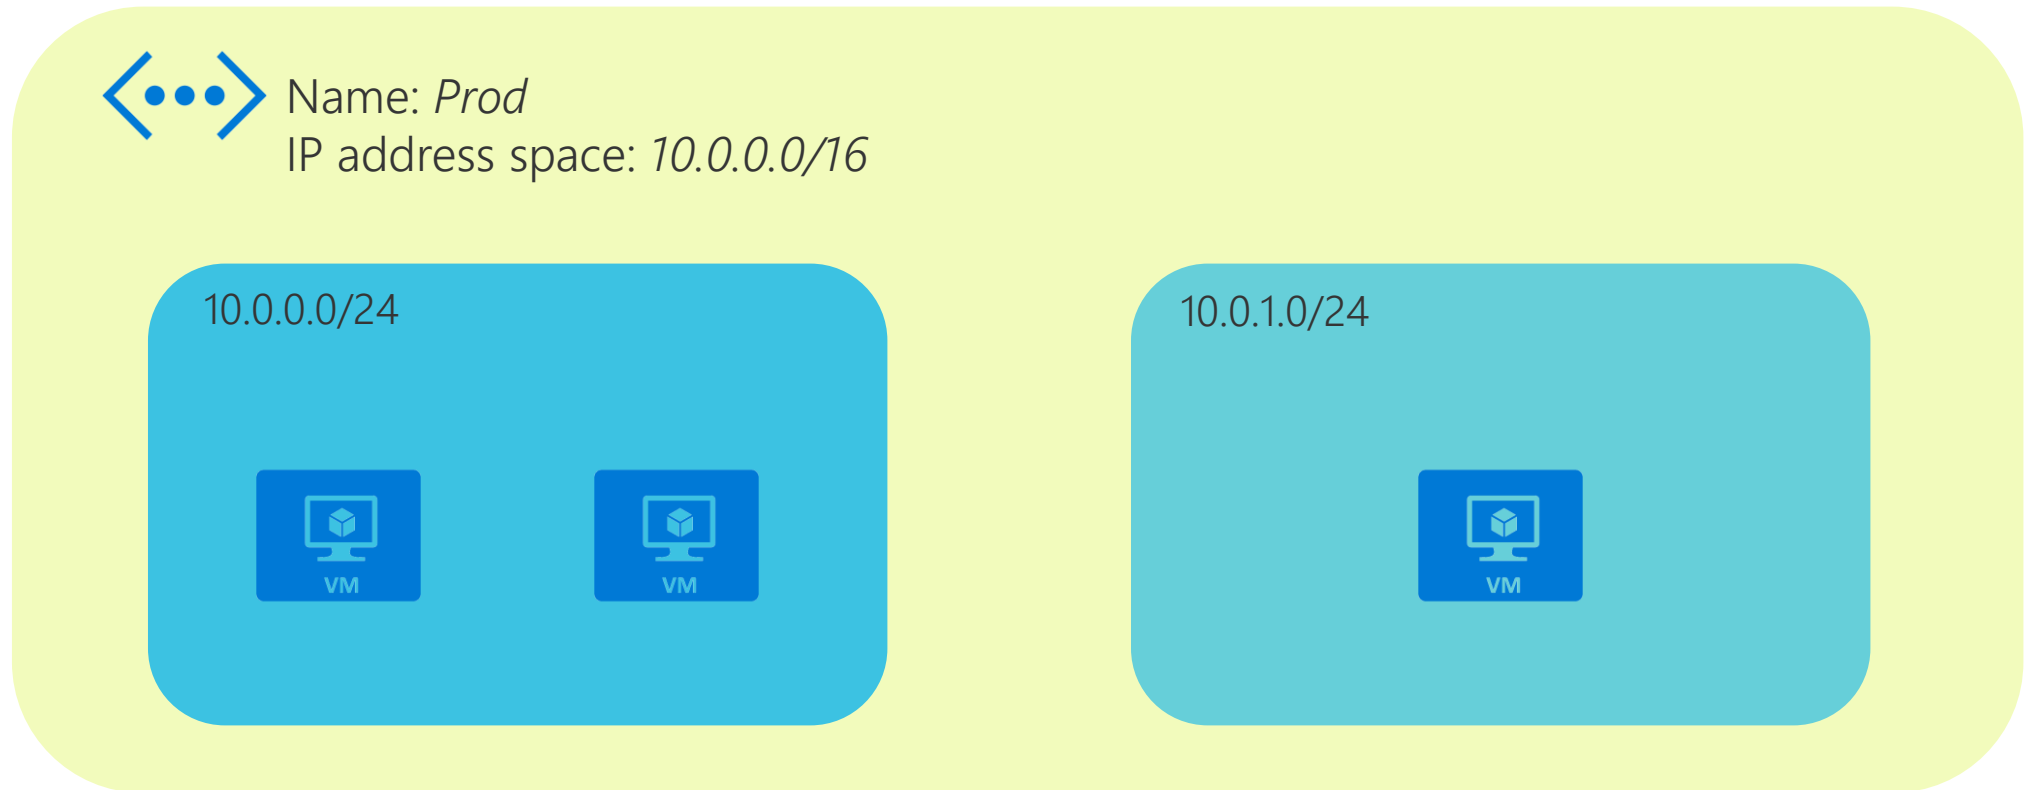 Name: Prod
IP address space: 10.0.0.0/16
10.0.0.0/24
10.0.1.0/24
VM
VM
VM